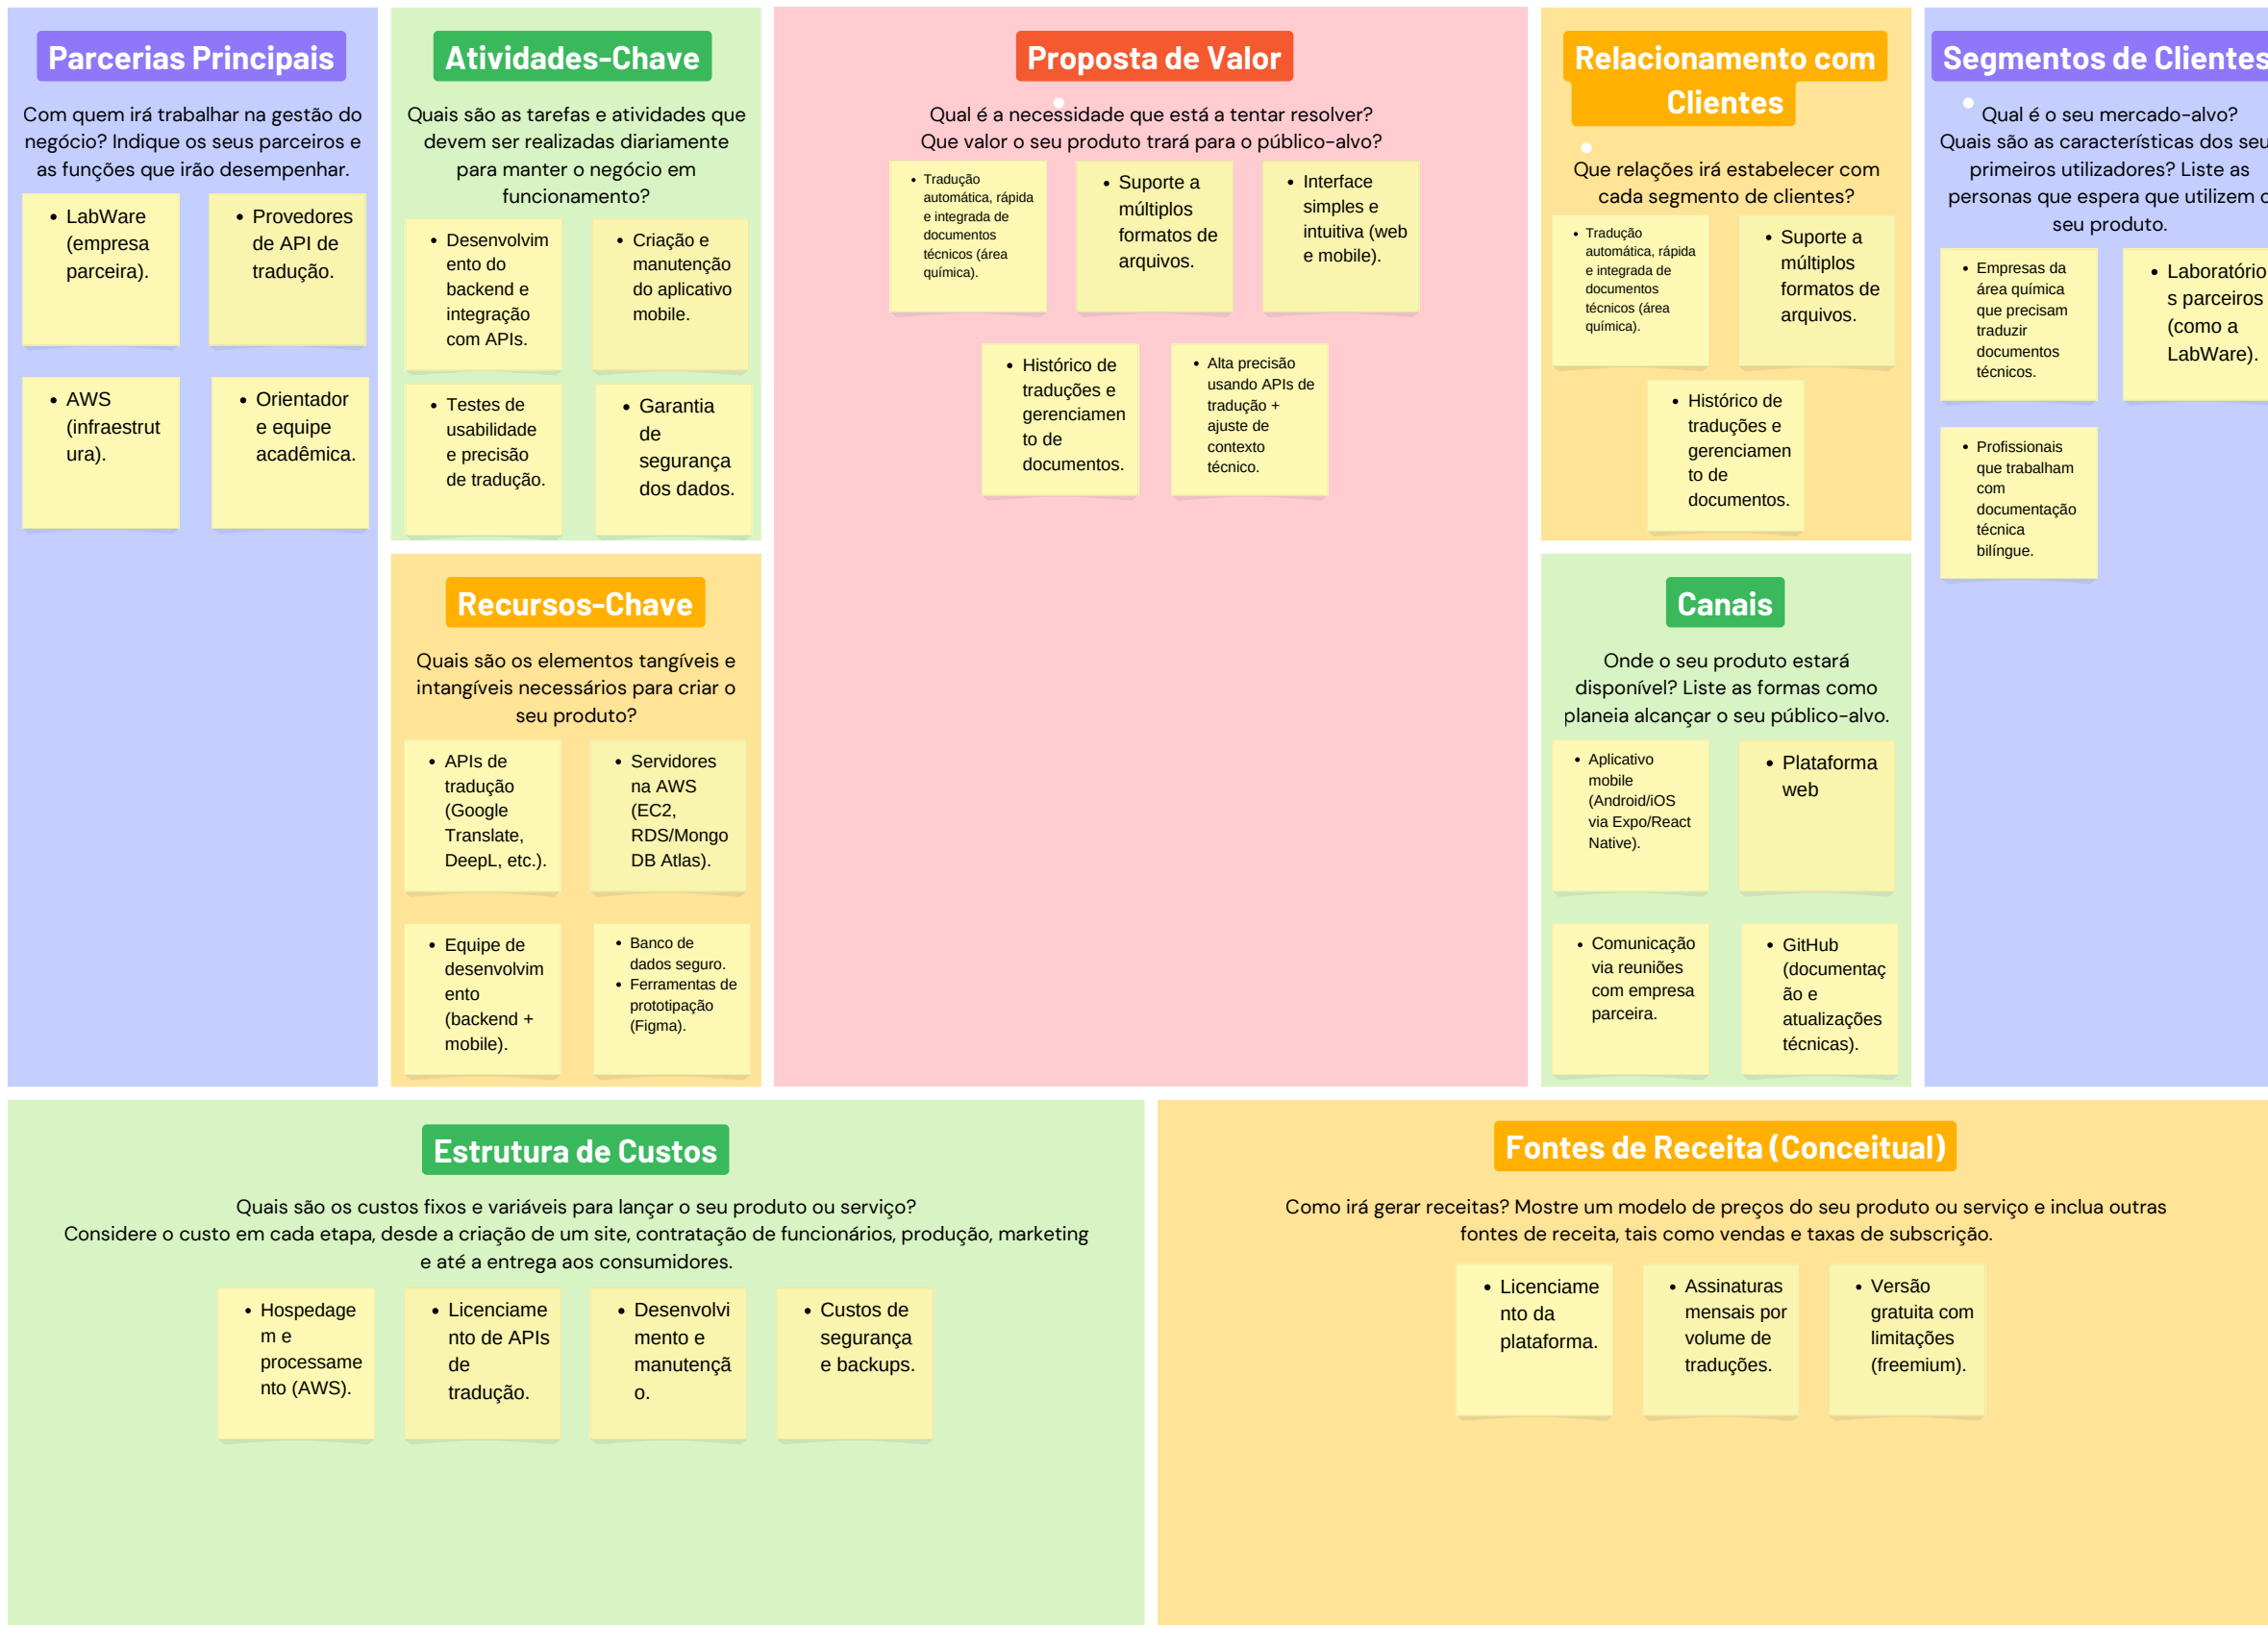 Parcerias Principais
Com quem irá trabalhar na gestão do
negócio? Indique os seus parceiros e
as funções que irão desempenhar.
• LabWare
(empresa
parceira).
• Provedores
de API de
tradução.
• AWS
(infraestrut
ura).
• Orientador
e equipe
acadêmica.
Atividades-Chave
Quais são as tarefas e atividades que
devem ser realizadas diariamente
para manter o negócio em
funcionamento?
• Desenvolvim
ento do
backend e
integração
com APIs.
• Criação e
manutenção
do aplicativo
mobile.
• Testes de
usabilidade
e precisão
de tradução.
• Garantia
de
segurança
dos dados.
Recursos-Chave
Quais são os elementos tangíveis e
intangíveis necessários para criar o
seu produto?
• APIs de
tradução
(Google
Translate,
DeepL, etc.).
• Servidores
na AWS
(EC2,
RDS/Mongo
DB Atlas).
• Equipe de
desenvolvim
ento
(backend +
mobile).
• Banco de
dados seguro.
• Ferramentas de
prototipação
(Figma).
Proposta de Valor
Qual é a necessidade que está a tentar resolver?
Que valor o seu produto trará para o público-alvo?
• Tradução
automática, rápida
e integrada de
documentos
técnicos (área
química).
• Suporte a
múltiplos
formatos de
arquivos.
• Interface
simples e
intuitiva (web
e mobile).
• Histórico de
traduções e
gerenciamen
to de
documentos.
• Alta precisão
usando APIs de
tradução +
ajuste de
contexto
técnico.
Relacionamento com
Clientes
Que relações irá estabelecer com
cada segmento de clientes?
• Tradução
automática, rápida
e integrada de
documentos
técnicos (área
química).
• Suporte a
múltiplos
formatos de
arquivos.
• Histórico de
traduções e
gerenciamen
to de
documentos.
Canais
Onde o seu produto estará
disponível? Liste as formas como
planeia alcançar o seu público-alvo.
• Aplicativo
mobile
(Android/iOS
via Expo/React
Native).
• Plataforma
web
• Comunicação
via reuniões
com empresa
parceira.
• GitHub
(documentaç
ão e
atualizações
técnicas).
Segmentos de Clientes
Qual é o seu mercado-alvo?
Quais são as características dos seu
primeiros utilizadores? Liste as
personas que espera que utilizem o
seu produto.
• Empresas da
área química
que precisam
traduzir
documentos
técnicos.
• Laboratório
s parceiros
(como a
LabWare).
• Profissionais
que trabalham
com
documentação
técnica
bilíngue.
Estrutura de Custos
Quais são os custos fixos e variáveis para lançar o seu produto ou serviço?
Considere o custo em cada etapa, desde a criação de um site, contratação de funcionários, produção, marketing
e até a entrega aos consumidores.
• Hospedage
m e
processame
nto (AWS).
• Licenciame
nto de APIs
de
tradução.
• Desenvolvi
mento e
manutençã
o.
• Custos de
segurança
e backups.
Fontes de Receita (Conceitual)
Como irá gerar receitas? Mostre um modelo de preços do seu produto ou serviço e inclua outras
fontes de receita, tais como vendas e taxas de subscrição.
• Licenciame
nto da
plataforma.
• Assinaturas
mensais por
volume de
traduções.
• Versão
gratuita com
limitações
(freemium).